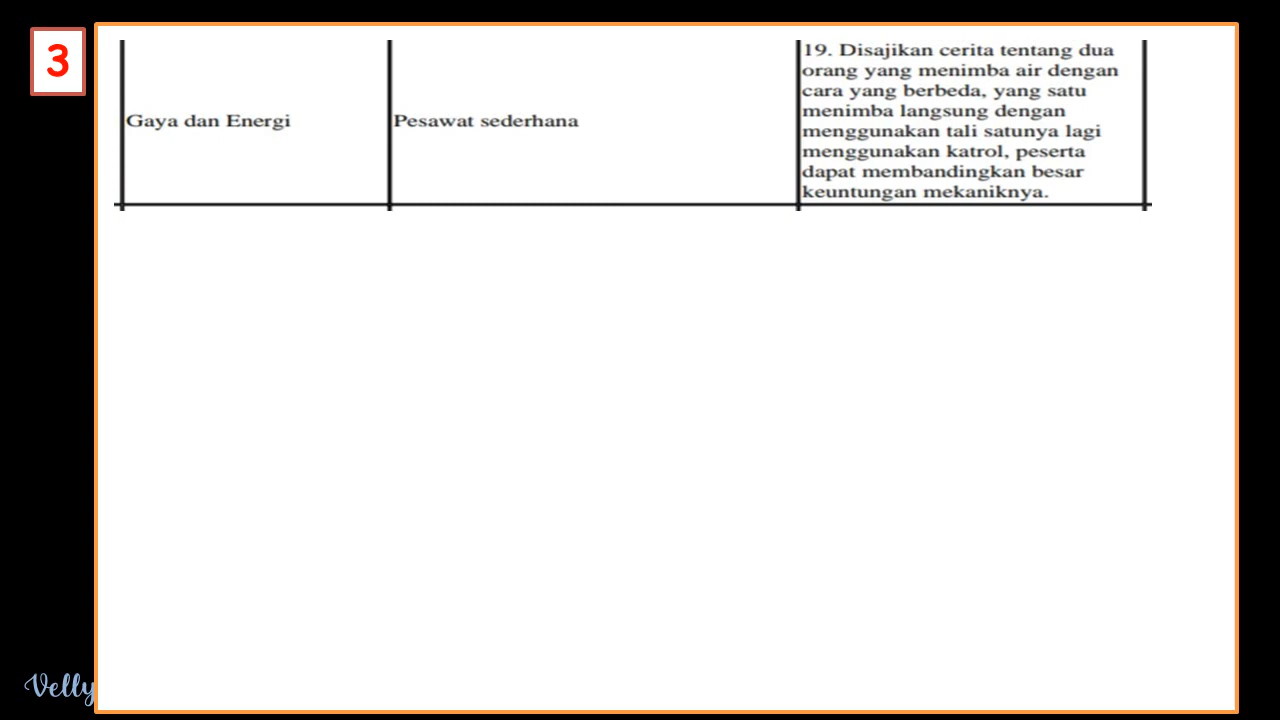 3
Gaya dan Energi
Pesawat sederhana
19. Disajikan cerita tentang dua
orang yang menimba air dengan
cara yang berbeda, yang satu
menimba langsung dengan
menggunakan tali satunya lagi
menggunakan katrol, peserta
dapat membandingkan besar
keuntungan mekaniknya.
Velly